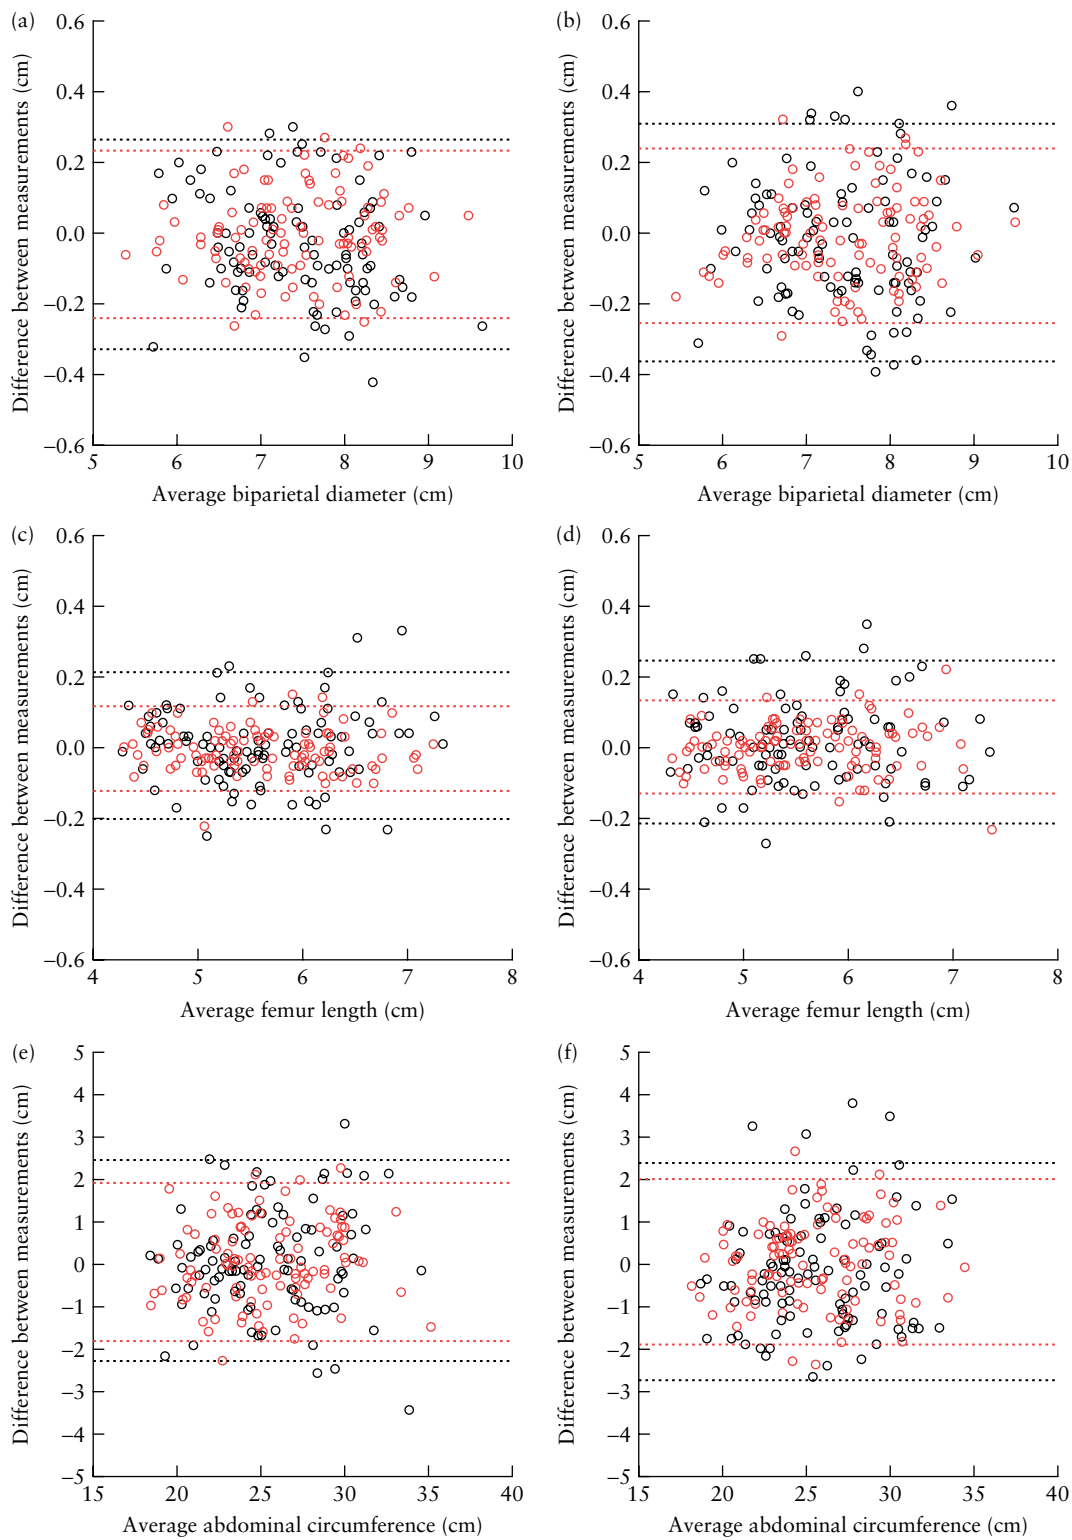 (a)
0.6
0.4
0.2
0.0
−0.2
−0.4
−0.6
Difference between measurements (cm)
5 6 7 8 9 10
Average biparietal diameter (cm)
(b)
0.6
0.4
0.2
0.0
−0.2
−0.4
−0.6
Difference between measurements (cm)
5 6 7 8 9 10
Average biparietal diameter (cm)
(c)
0.6
0.4
0.2
0.0
−0.2
−0.4
−0.6
Difference between measurements (cm)
4 5 6 7 8
Average femur length (cm)
(d)
0.6
0.4
0.2
0.0
−0.2
−0.4
−0.6
Difference between measurements (cm)
4 5 6 7 8
Average femur length (cm)
(e)
5
4
3
2
1
0
−1
−2
−3
−4
−5
Difference between measurements (cm)
15 20 25 30 35 40
Average abdominal circumference (cm)
(f)
5
4
3
2
1
0
−1
−2
−3
−4
−5
Difference between measurements (cm)
15 20 25 30 35 40
Average abdominal circumference (cm)